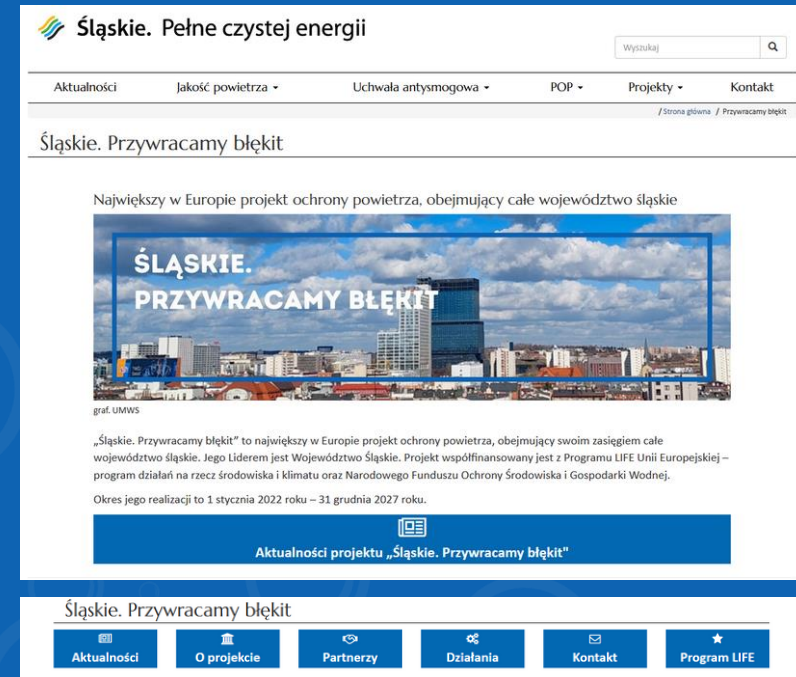 Śląskie. Pełne czystej energii
Wyszukaj
Aktualności Jakość powietrza Uchwała antysmogowa POP Projekty Kontakt
/ Strona główna / Przywracamy błękit
Śląskie. Przywracamy błękit
Największy w Europie projekt ochrony powietrza, obejmujący całe województwo śląskie
ŚLĄSKIE.
PRZYWRACAMY BŁĘKIT
graf. UMWS
„Śląskie. Przywracamy błękit" to największy w Europie projekt ochrony powietrza, obejmujący swoim zasięgiem całe
województwo śląskie. Jego Liderem jest Województwo Śląskie. Projekt współfinansowany jest z Programu LIFE Unii Europejskiej –
program działań na rzecz środowiska i klimatu oraz Narodowego Funduszu Ochrony Środowiska i Gospodarki Wodnej.
Okres jego realizacji to 1 stycznia 2022 roku – 31 grudnia 2027 roku.
Aktualności projektu „Śląskie. Przywracamy błękit"
Śląskie. Przywracamy błękit
Aktualności O projekcie Partnerzy Działania Kontakt Program LIFE